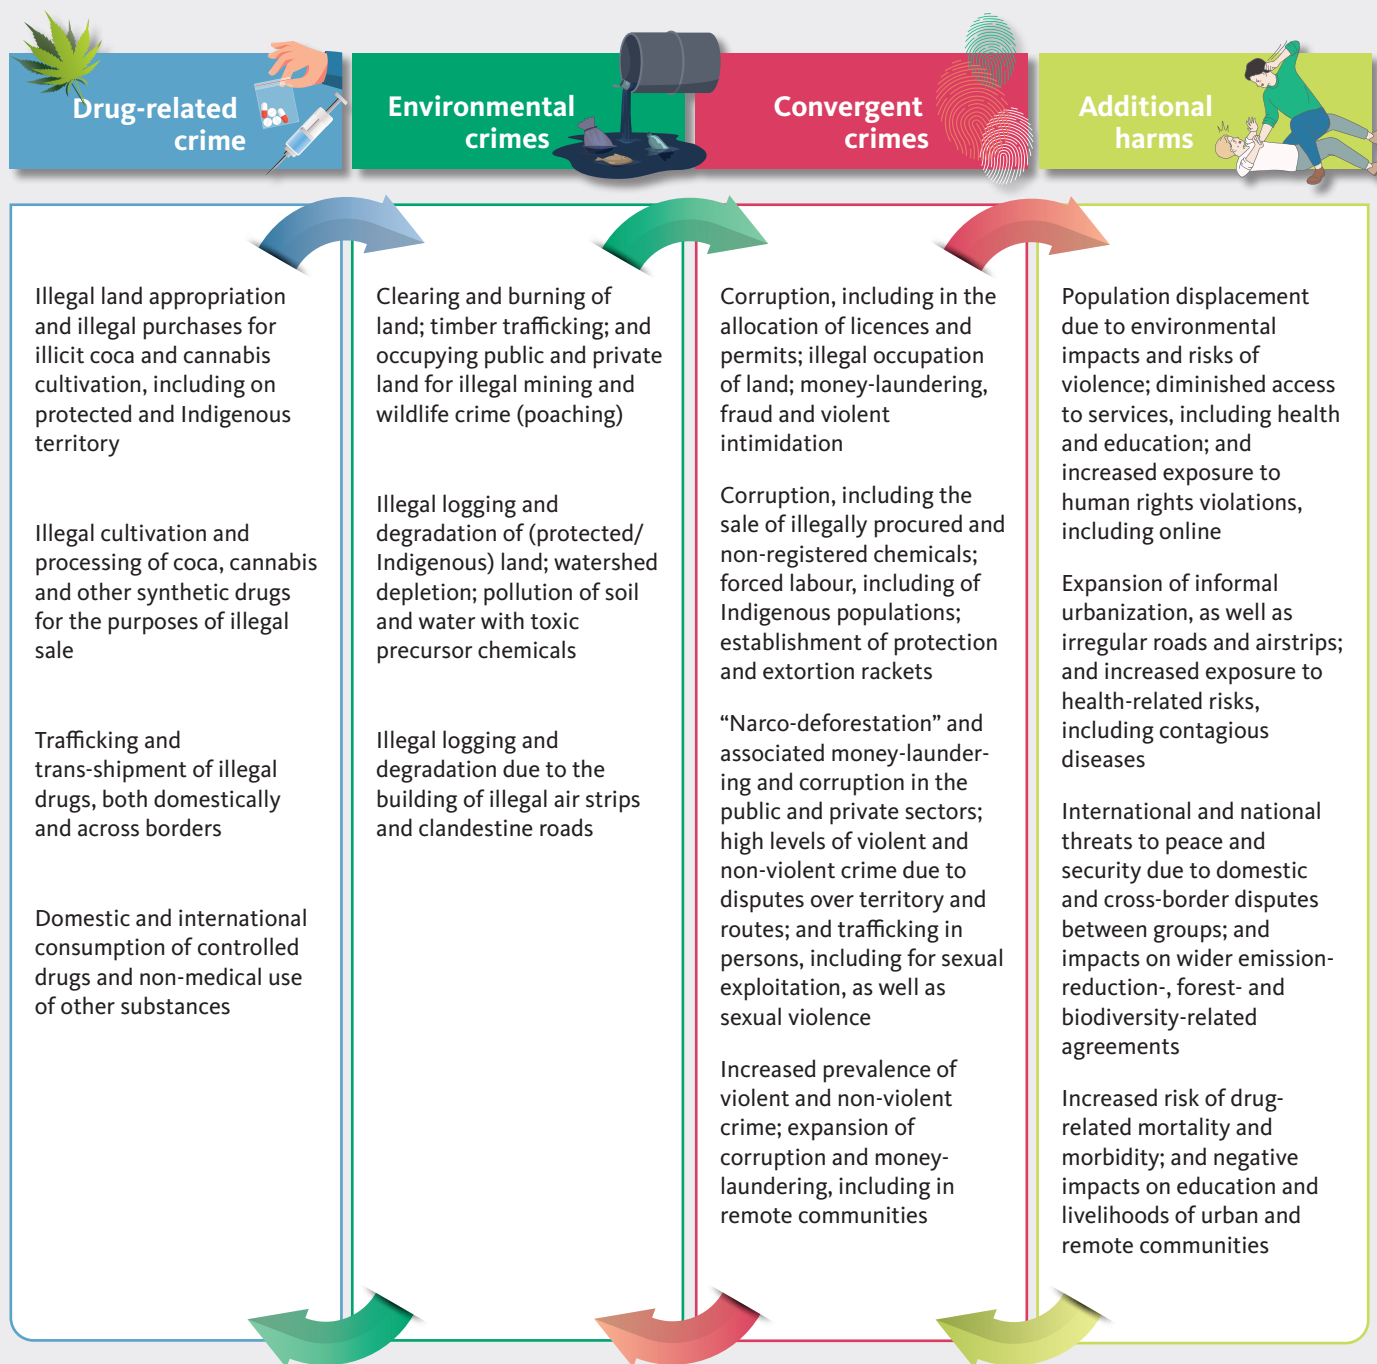 Drug-related
crime
Environmental
crimes
Convergent
crimes
Additional
harms
Illegal land appropriation
and illegal purchases for
illicit coca and cannabis
cultivation, including on
protected and Indigenous
territory
Illegal cultivation and
processing of coca, cannabis
and other synthetic drugs
for the purposes of illegal
sale
Trafficking and
trans-shipment of illegal
drugs, both domestically
and across borders
Domestic and international
consumption of controlled
drugs and non-medical use
of other substances
Clearing and burning of
land; timber trafficking; and
occupying public and private
land for illegal mining and
wildlife crime (poaching)
Illegal logging and
degradation of (protected/
Indigenous) land; watershed
depletion; pollution of soil
and water with toxic
precursor chemicals
Illegal logging and
degradation due to the
building of illegal air strips
and clandestine roads
Corruption, including in the
allocation of licences and
permits; illegal occupation
of land; money-laundering,
fraud and violent
intimidation
Corruption, including the
sale of illegally procured and
non-registered chemicals;
forced labour, including of
Indigenous populations;
establishment of protection
and extortion rackets
“Narco-deforestation” and
associated money-launder-
ing and corruption in the
public and private sectors;
high levels of violent and
non-violent crime due to
disputes over territory and
routes; and trafficking in
persons, including for sexual
exploitation, as well as
sexual violence
Increased prevalence of
violent and non-violent
crime; expansion of
corruption and money-
laundering, including in
remote communities
Population displacement
due to environmental
impacts and risks of
violence; diminished access
to services, including health
and education; and
increased exposure to
human rights violations,
including online
Expansion of informal
urbanization, as well as
irregular roads and airstrips;
and increased exposure to
health-related risks,
including contagious
diseases
International and national
threats to peace and
security due to domestic
and cross-border disputes
between groups; and
impacts on wider emission-
reduction-, forest- and
biodiversity-related
agreements
Increased risk of drug-
related mortality and
morbidity; and negative
impacts on education and
livelihoods of urban and
remote communities